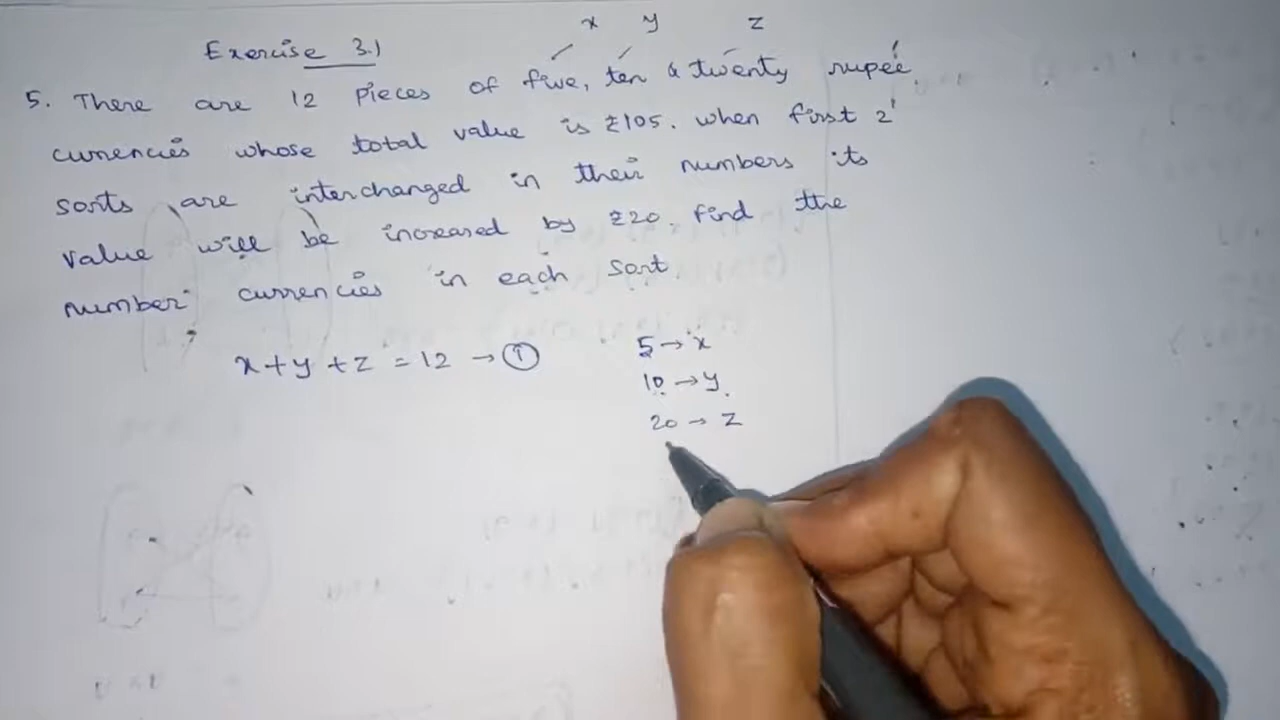 x y z
Exercise 3.1
5. There are 12 pieces of five, ten & twenty rupee
currencies whose total value is ₹105. when first 2
sorts are interchanged in their numbers its
value will be increased by ₹20. Find the
number currencies in each sort.
x + y + z = 12 → ①
5 → x
10 → y
20 → z